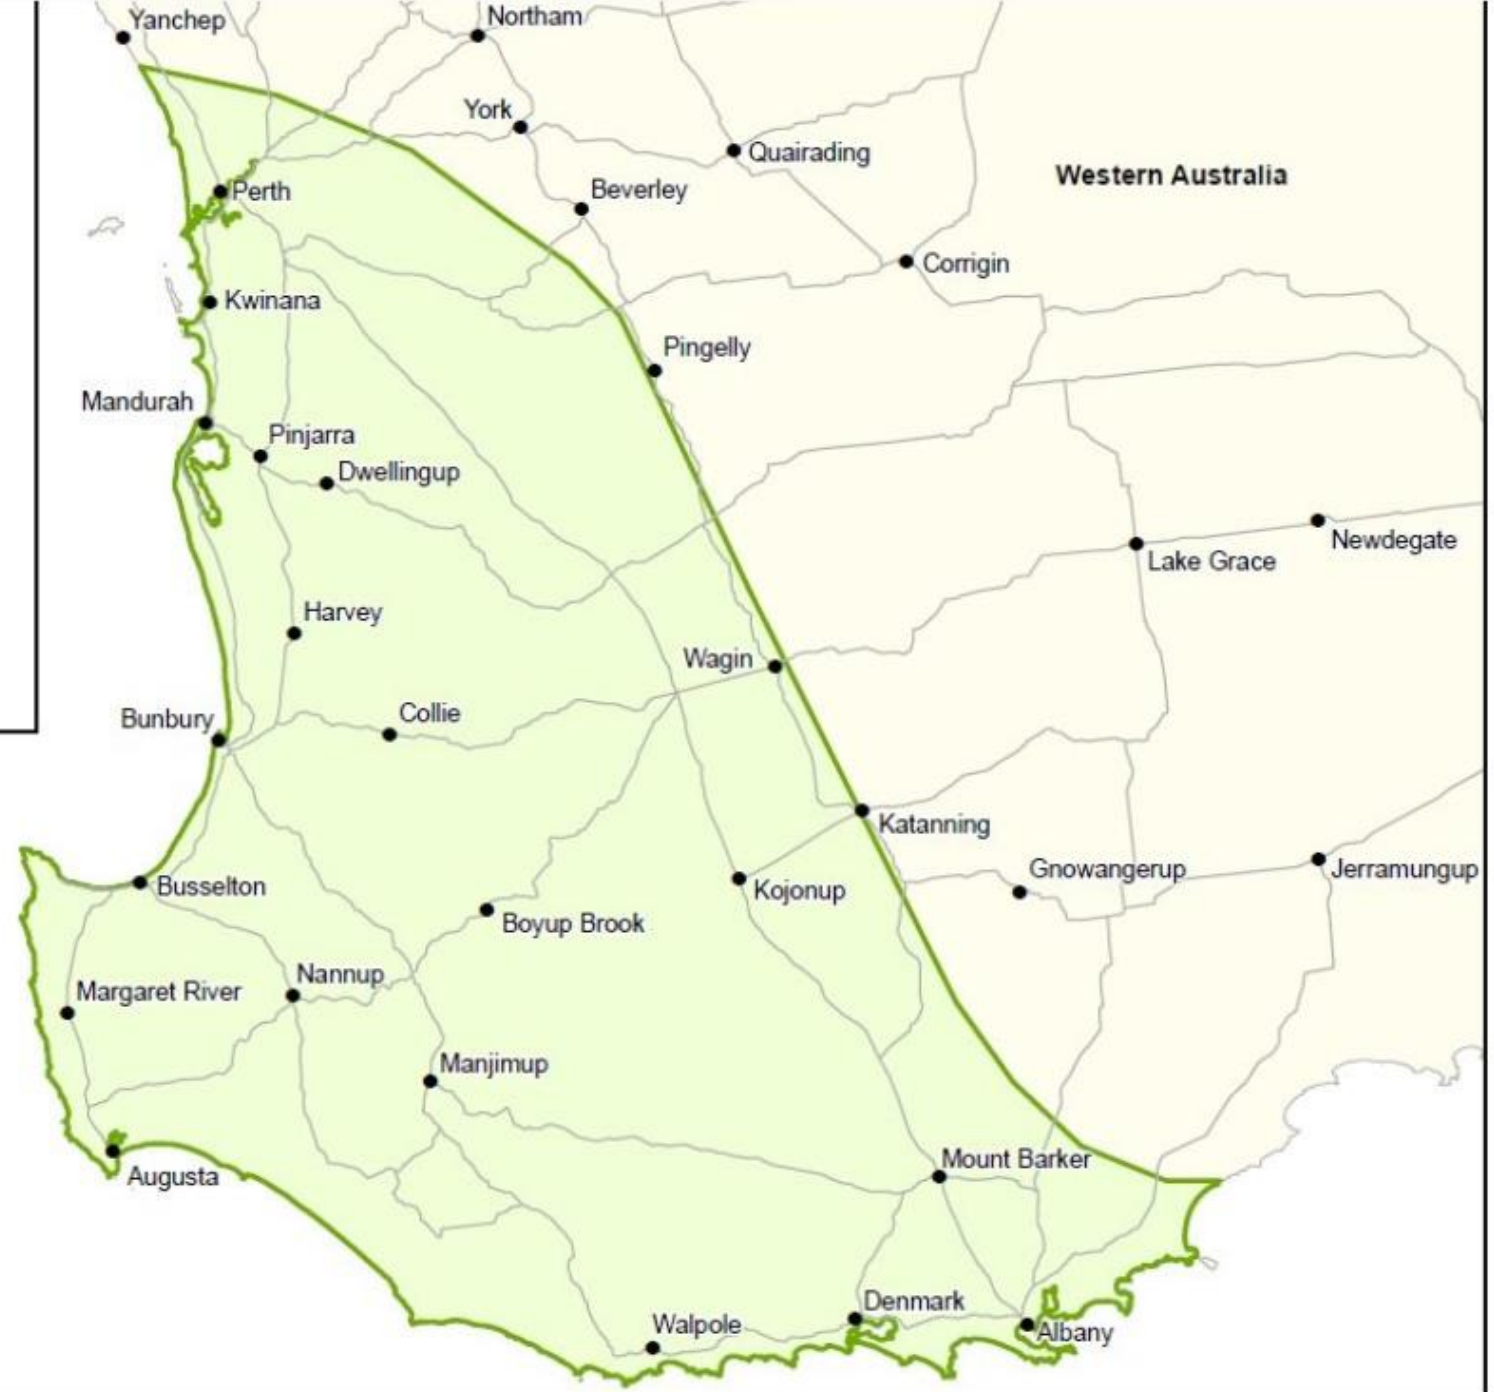 Yanchep
Northam
York
Quairading
Western Australia
Perth
Beverley
Corrigin
Kwinana
Pingelly
Mandurah
Pinjarra
Dwellingup
Newdegate
Lake Grace
Harvey
Wagin
Bunbury
Collie
Katanning
Gnowangerup
Jerramungup
Busselton
Kojonup
Boyup Brook
Nannup
Margaret River
Manjimup
Mount Barker
Augusta
Denmark
Walpole
Albany